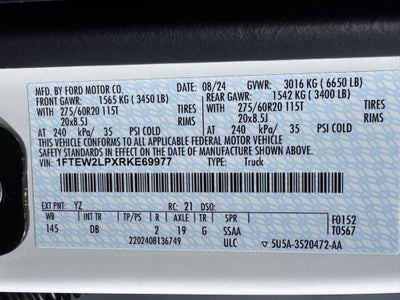 MFD. BY FORD MOTOR CO. 08/24 GVWR: 3016 KG (6650 LB)
FRONT GAWR: 1565 KG (3450 LB) REAR GAWR: 1542 KG (3400 LB)
WITH 275/60R20 115T TIRES WITH 275/60R20 115T TIRES
20x8.5J RIMS 20x8.5J RIMS
AT 240 kPa/ 35 PSI COLD AT 240 kPa/ 35 PSI COLD
THIS VEHICLE CONFORMS TO ALL APPLICABLE FEDERAL MOTOR VEHICLE
SAFETY STANDARDS IN EFFECT ON THE DATE OF MANUFACTURE SHOWN ABOVE.
VIN: 1FTEW2LPXRKE69977 TYPE: Truck
EXT PNT: YZ RC: 21 DSO:
WB BRK INT TR TP/PS R AXLE TR SPR F0152
145 DB 2 19 G SSAA T0567
2202408136749 ULC 5U5A-3520472-AA